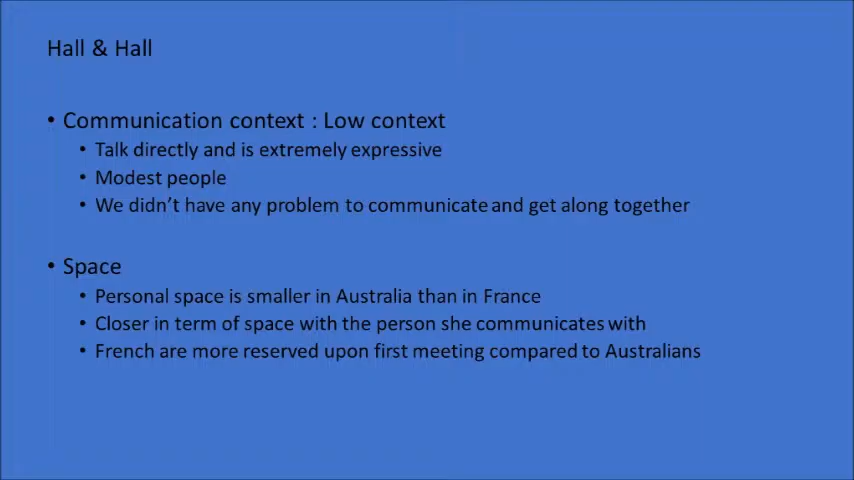 Hall & Hall
• Communication context : Low context
• Talk directly and is extremely expressive
• Modest people
• We didn't have any problem to communicate and get along together
• Space
• Personal space is smaller in Australia than in France
• Closer in term of space with the person she communicates with
• French are more reserved upon first meeting compared to Australians